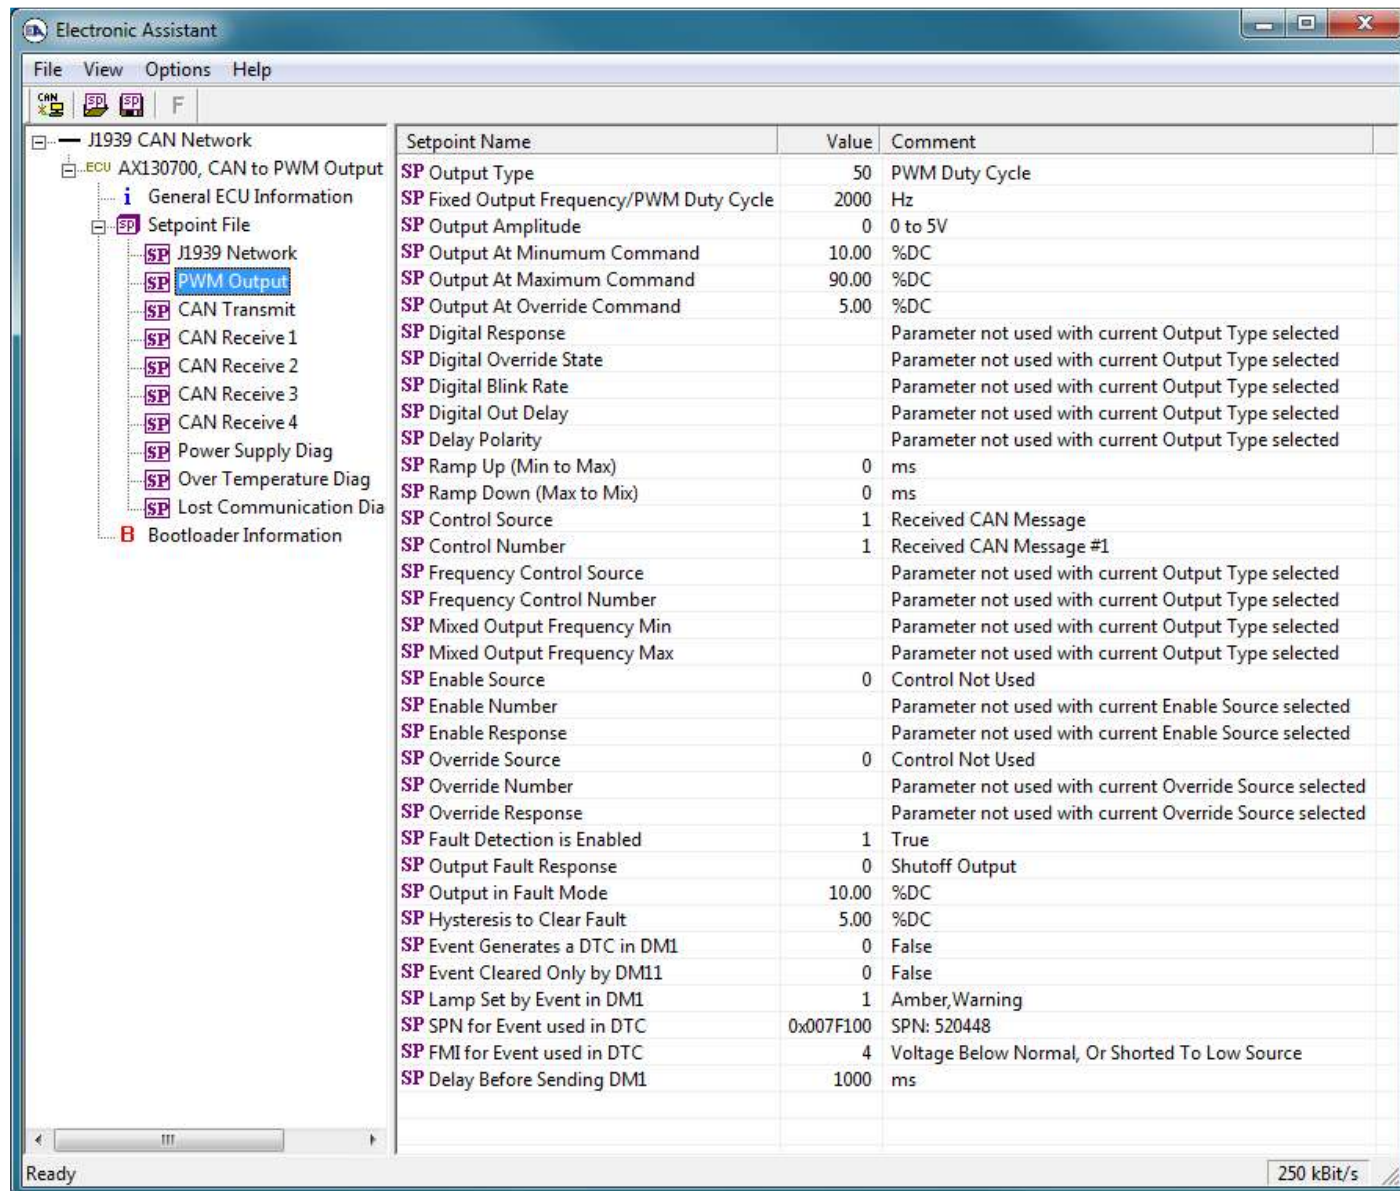 Electronic Assistant
File View Options Help
CAN SP SP F
J1939 CAN Network
ECU AX130700, CAN to PWM Output
i General ECU Information
SP Setpoint File
SP J1939 Network
SP PWM Output
SP CAN Transmit
SP CAN Receive 1
SP CAN Receive 2
SP CAN Receive 3
SP CAN Receive 4
SP Power Supply Diag
SP Over Temperature Diag
SP Lost Communication Dia
B Bootloader Information
Setpoint Name Value Comment
SP Output Type 50 PWM Duty Cycle
SP Fixed Output Frequency/PWM Duty Cycle 2000 Hz
SP Output Amplitude 0 0 to 5V
SP Output At Minumum Command 10.00 %DC
SP Output At Maximum Command 90.00 %DC
SP Output At Override Command 5.00 %DC
SP Digital Response Parameter not used with current Output Type selected
SP Digital Override State Parameter not used with current Output Type selected
SP Digital Blink Rate Parameter not used with current Output Type selected
SP Digital Out Delay Parameter not used with current Output Type selected
SP Delay Polarity Parameter not used with current Output Type selected
SP Ramp Up (Min to Max) 0 ms
SP Ramp Down (Max to Mix) 0 ms
SP Control Source 1 Received CAN Message
SP Control Number 1 Received CAN Message #1
SP Frequency Control Source Parameter not used with current Output Type selected
SP Frequency Control Number Parameter not used with current Output Type selected
SP Mixed Output Frequency Min Parameter not used with current Output Type selected
SP Mixed Output Frequency Max Parameter not used with current Output Type selected
SP Enable Source 0 Control Not Used
SP Enable Number Parameter not used with current Enable Source selected
SP Enable Response Parameter not used with current Enable Source selected
SP Override Source 0 Control Not Used
SP Override Number Parameter not used with current Override Source selected
SP Override Response Parameter not used with current Override Source selected
SP Fault Detection is Enabled 1 True
SP Output Fault Response 0 Shutoff Output
SP Output in Fault Mode 10.00 %DC
SP Hysteresis to Clear Fault 5.00 %DC
SP Event Generates a DTC in DM1 0 False
SP Event Cleared Only by DM11 0 False
SP Lamp Set by Event in DM1 1 Amber,Warning
SP SPN for Event used in DTC 0x007F100 SPN: 520448
SP FMI for Event used in DTC 4 Voltage Below Normal, Or Shorted To Low Source
SP Delay Before Sending DM1 1000 ms
Ready 250 kBit/s